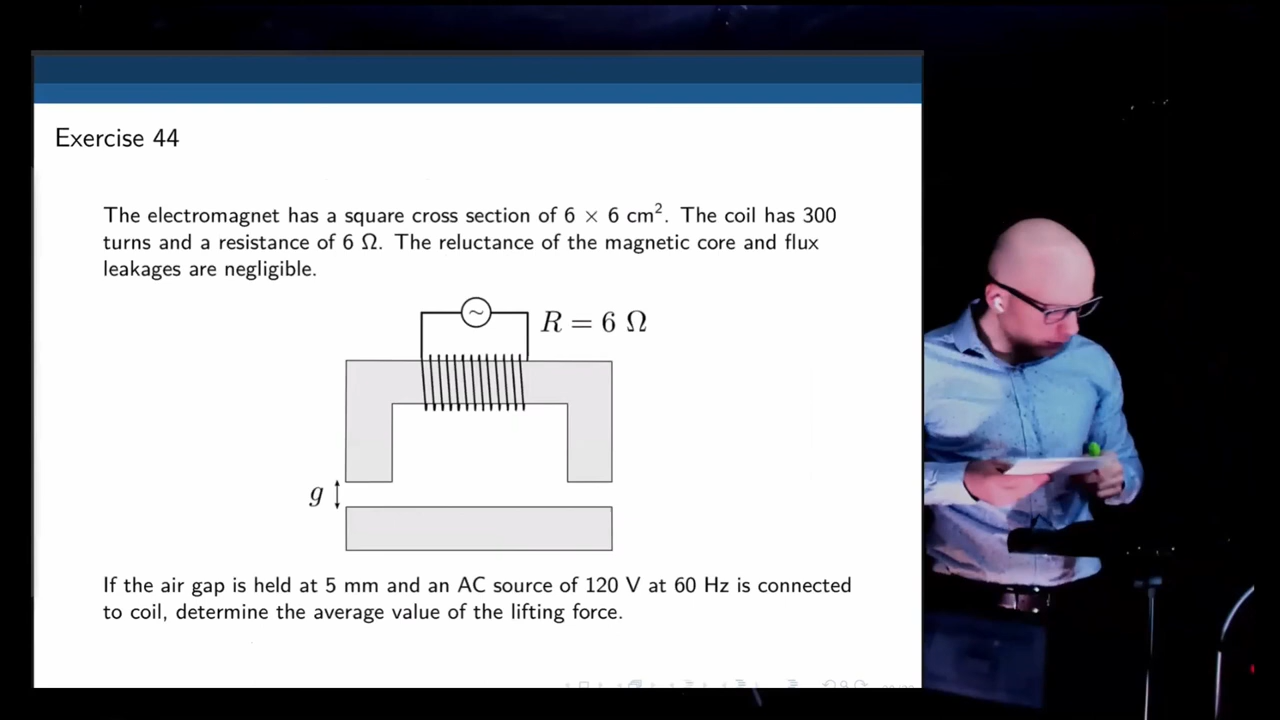 Exercise 44
The electromagnet has a square cross section of 6 × 6 cm². The coil has 300
turns and a resistance of 6 Ω. The reluctance of the magnetic core and flux
leakages are negligible.
R = 6 Ω
g
If the air gap is held at 5 mm and an AC source of 120 V at 60 Hz is connected
to coil, determine the average value of the lifting force.